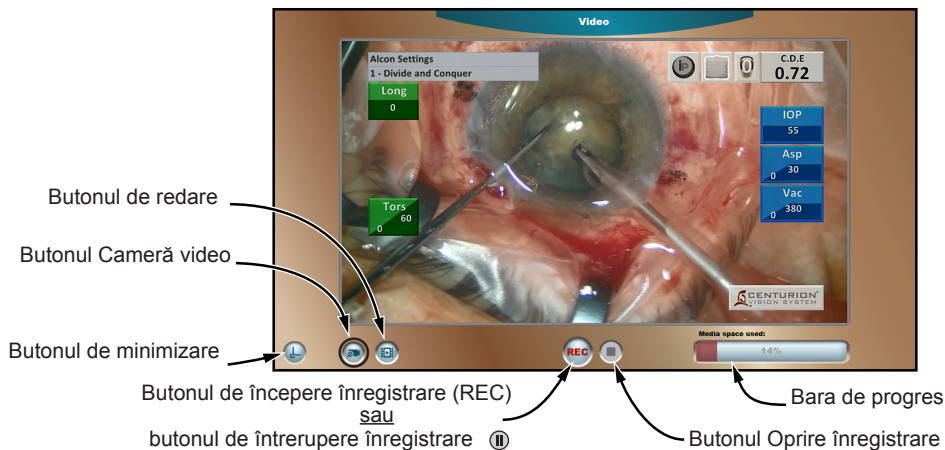 Video
Alcon Settings
1 - Divide and Conquer
Long
0
iP
0
C.D.E
0.72
IOP
55
Asp
0 30
Vac
0 380
Tors
0 60
CENTURION®
VISION SYSTEM
Media space used:
14%
REC
Butonul de redare
Butonul Cameră video
Butonul de minimizare
Butonul de începere înregistrare (REC)
sau
butonul de întrerupere înregistrare
Bara de progres
Butonul Oprire înregistrare